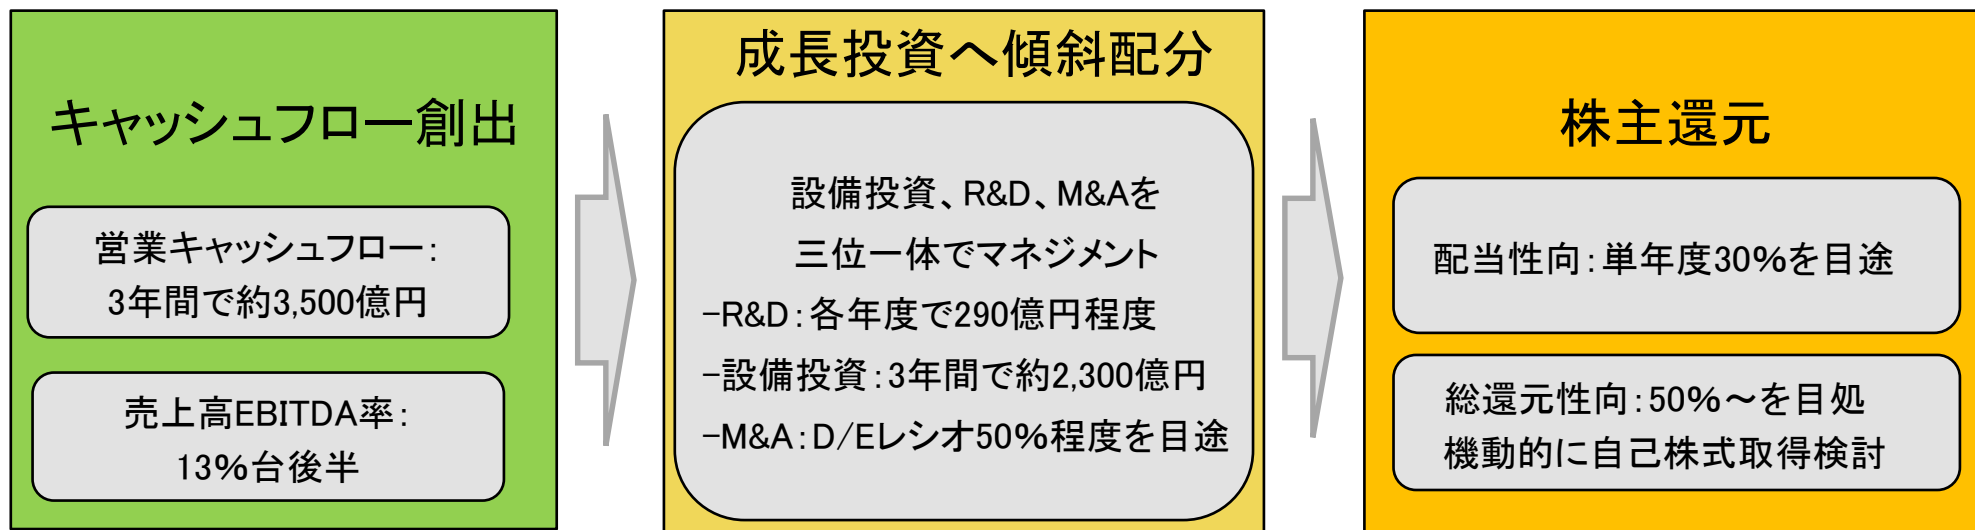 キャッシュフロー創出
営業キャッシュフロー:
3年間で約3,500億円
売上高EBITDA率:
13%台後半
成長投資へ傾斜配分
設備投資、R&D、M&Aを
三位一体でマネジメント
-R&D:各年度で290億円程度
-設備投資:3年間で約2,300億円
-M&A:D/Eレシオ50%程度を目途
株主還元
配当性向:単年度30%を目途
総還元性向:50%~を目処
機動的に自己株式取得検討